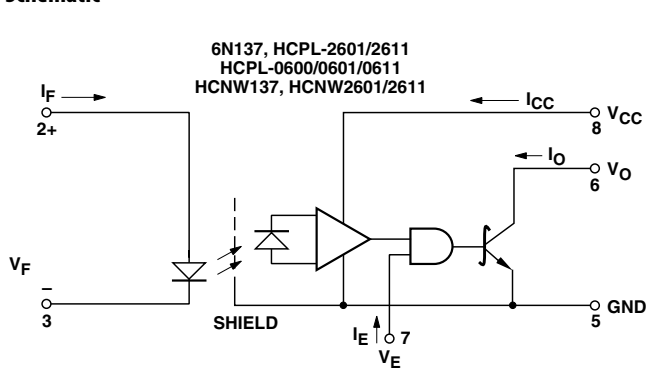 6N137, HCPL-2601/2611
HCPL-0600/0601/0611
HCNW137, HCNW2601/2611
IF
2+
ICC
VCC
8
IO
VO
6
VF
–
3
SHIELD
IE
7
VE
GND
5